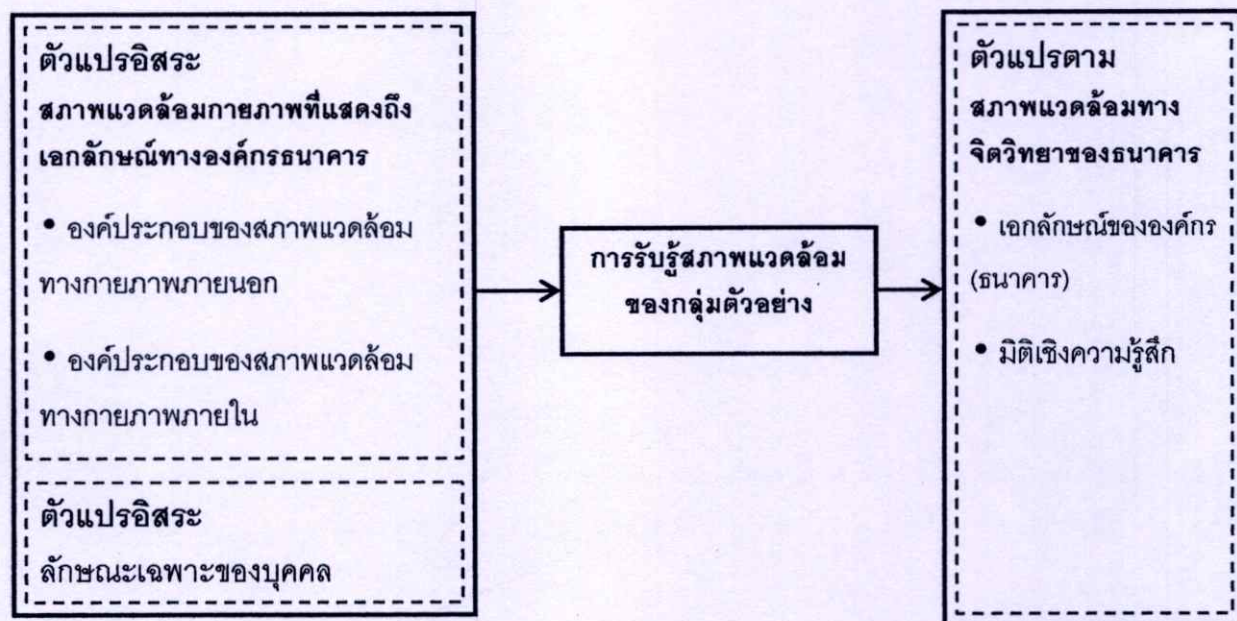 ตัวแปรอิสระ
สภาพแวดล้อมกายภาพที่แสดงถึง
เอกลักษณ์ทางองค์กรธนาคาร
• องค์ประกอบของสภาพแวดล้อม
ทางกายภาพภายนอก
• องค์ประกอบของสภาพแวดล้อม
ทางกายภาพภายใน
ตัวแปรอิสระ
ลักษณะเฉพาะของบุคคล
การรับรู้สภาพแวดล้อม
ของกลุ่มตัวอย่าง
ตัวแปรตาม
สภาพแวดล้อมทาง
จิตวิทยาของธนาคาร
• เอกลักษณ์ขององค์กร
(ธนาคาร)
• มิติเชิงความรู้สึก